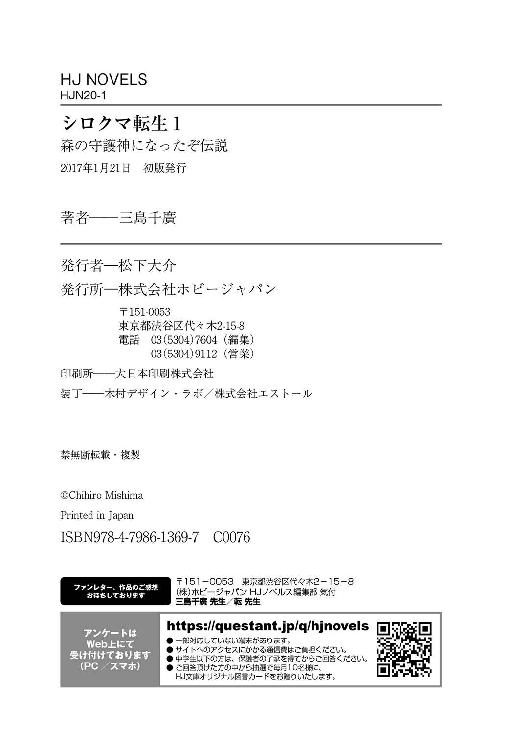 HJ NOVELS
HJN20-1
シロクマ転生 1
森の守護神になったぞ伝説
2017年1月21日　初版発行
著者――三島千廣
発行者―松下大介
発行所―株式会社ホビージャパン
〒151-0053
東京都渋谷区代々木2-15-8
電話　03(5304)7604（編集）
03(5304)9112（営業）
印刷所――大日本印刷株式会社
装丁――木村デザイン・ラボ／株式会社エストール
禁無断転載・複製
©Chihiro Mishima
Printed in Japan
ISBN978-4-7986-1369-7　C0076
ファンレター、作品のご感想
お待ちしております
〒151－0053　東京都渋谷区代々木2－15－8
(株)ホビージャパン HJノベルス編集部 気付
三島千廣 先生／転 先生
アンケートは
Web上にて
受け付けております
（PC／スマホ）
https://questant.jp/q/hjnovels
● 一部対応していない端末があります。
● サイトへのアクセスにかかる通信費はご負担ください。
● 中学生以下の方は、保護者の了承を得てからご回答ください。
● ご回答頂けた方の中から抽選で毎月10名様に、
HJ文庫オリジナル図書カードをお贈りいたします。